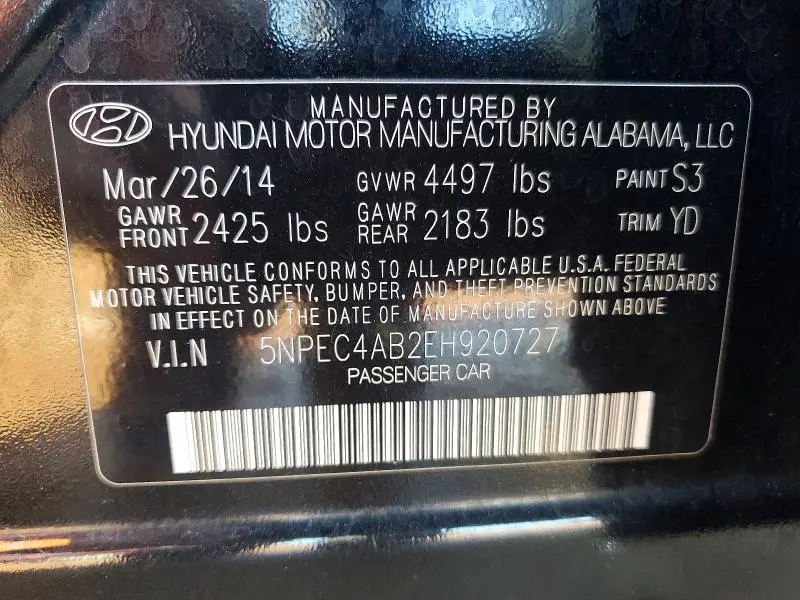 MANUFACTURED BY
HYUNDAI MOTOR MANUFACTURING ALABAMA, LLC
Mar/26/14 GVWR 4497 lbs PAINT S3
GAWR FRONT 2425 lbs GAWR REAR 2183 lbs TRIM YD
THIS VEHICLE CONFORMS TO ALL APPLICABLE U.S.A. FEDERAL
MOTOR VEHICLE SAFETY, BUMPER, AND THEFT PREVENTION STANDARDS
IN EFFECT ON THE DATE OF MANUFACTURE SHOWN ABOVE
V.I.N 5NPEC4AB2EH920727
PASSENGER CAR